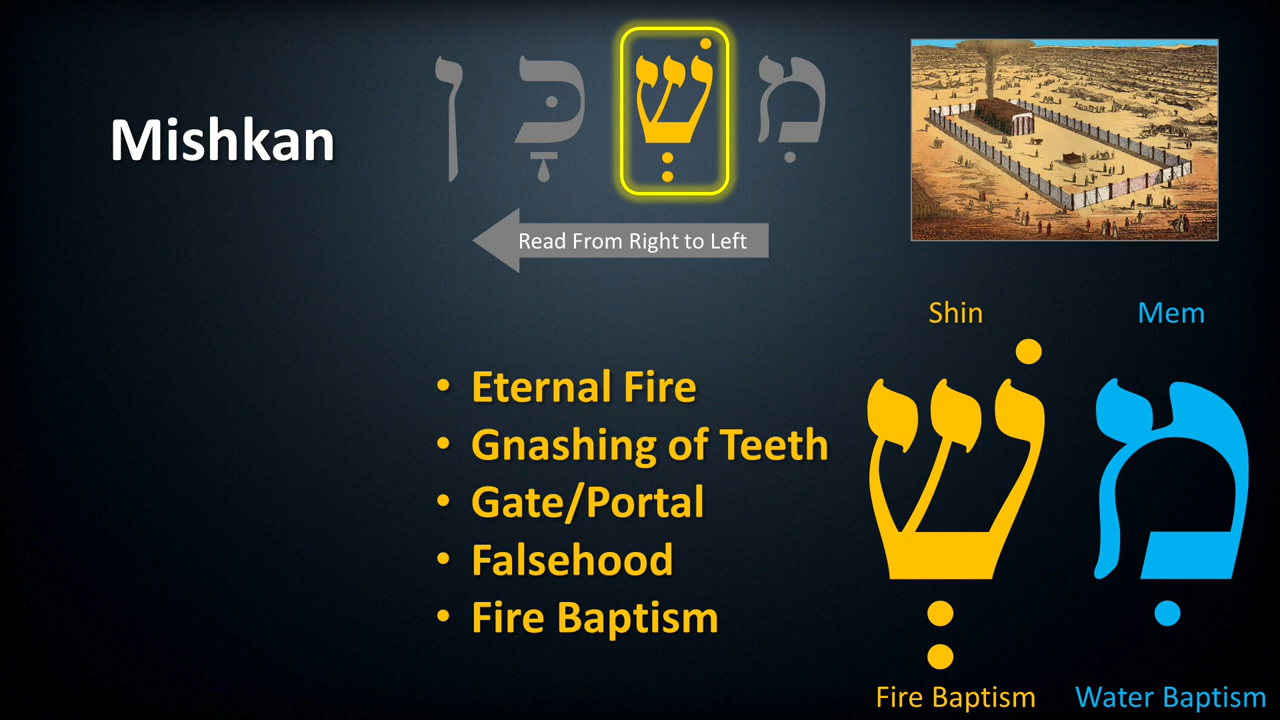 Mishkan
מִשְׁכָּן
Read From Right to Left
Shin
Mem
• Eternal Fire
• Gnashing of Teeth
• Gate/Portal
• Falsehood
• Fire Baptism
שְׁ
מִ
Fire Baptism
Water Baptism